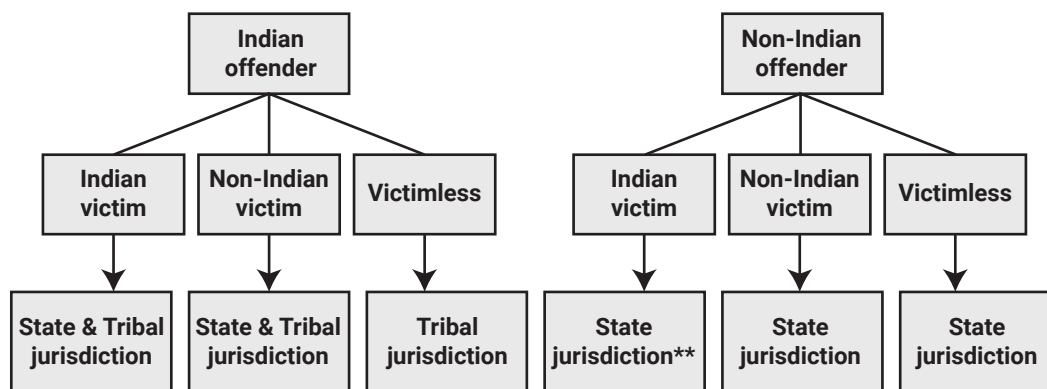 Indian
offender
Non-Indian
offender
Indian
victim
Non-Indian
victim
Victimless
Indian
victim
Non-Indian
victim
Victimless
State & Tribal
jurisdiction
State & Tribal
jurisdiction
Tribal
jurisdiction
State
jurisdiction**
State
jurisdiction
State
jurisdiction